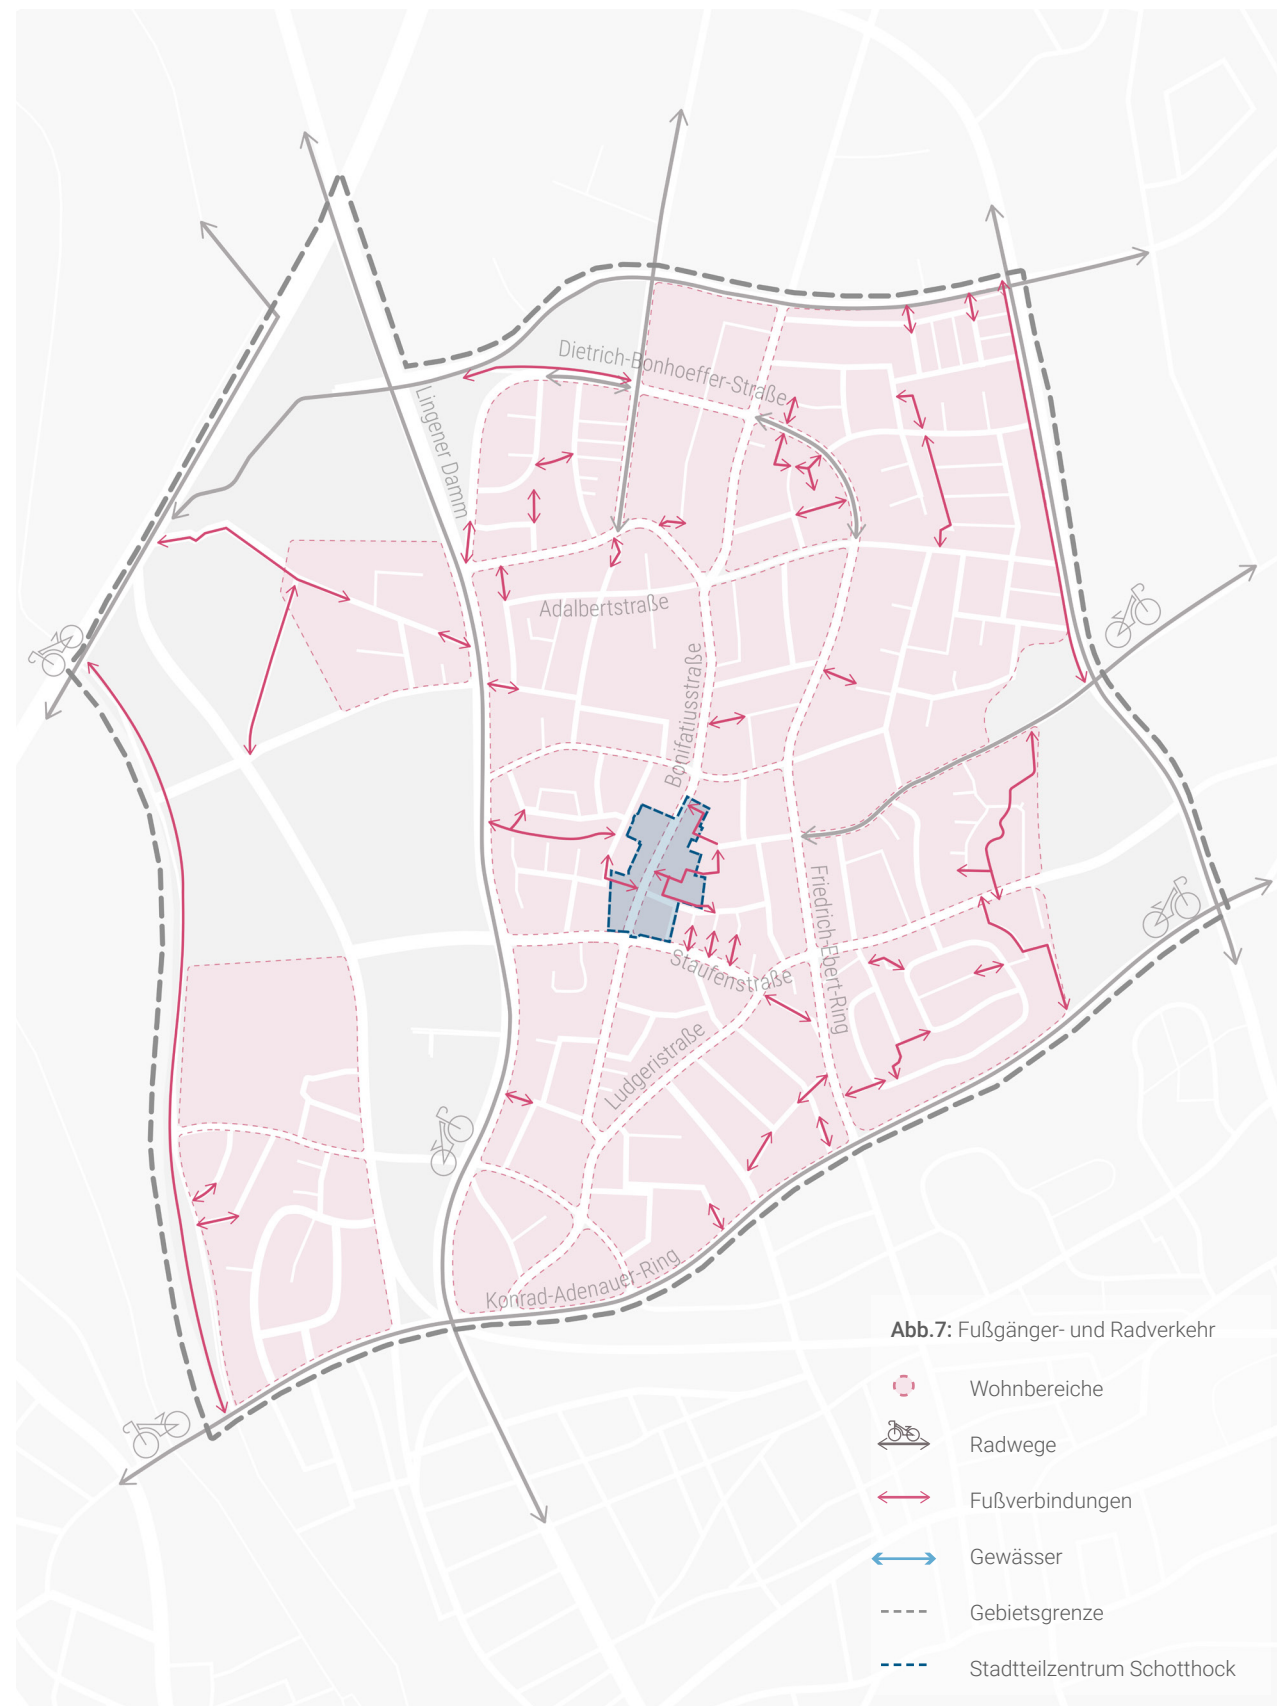 Dietrich-Bonhoeffer-Straße
Lingener Damm
Adalbertstraße
Bonifatiusstraße
Friedrich-Ebert-Ring
Staufenstraße
Ludgeristraße
Konrad-Adenauer-Ring
Abb.7: Fußgänger- und Radverkehr
Wohnbereiche
Radwege
Fußverbindungen
Gewässer
Gebietsgrenze
Stadtteilzentrum Schotthock